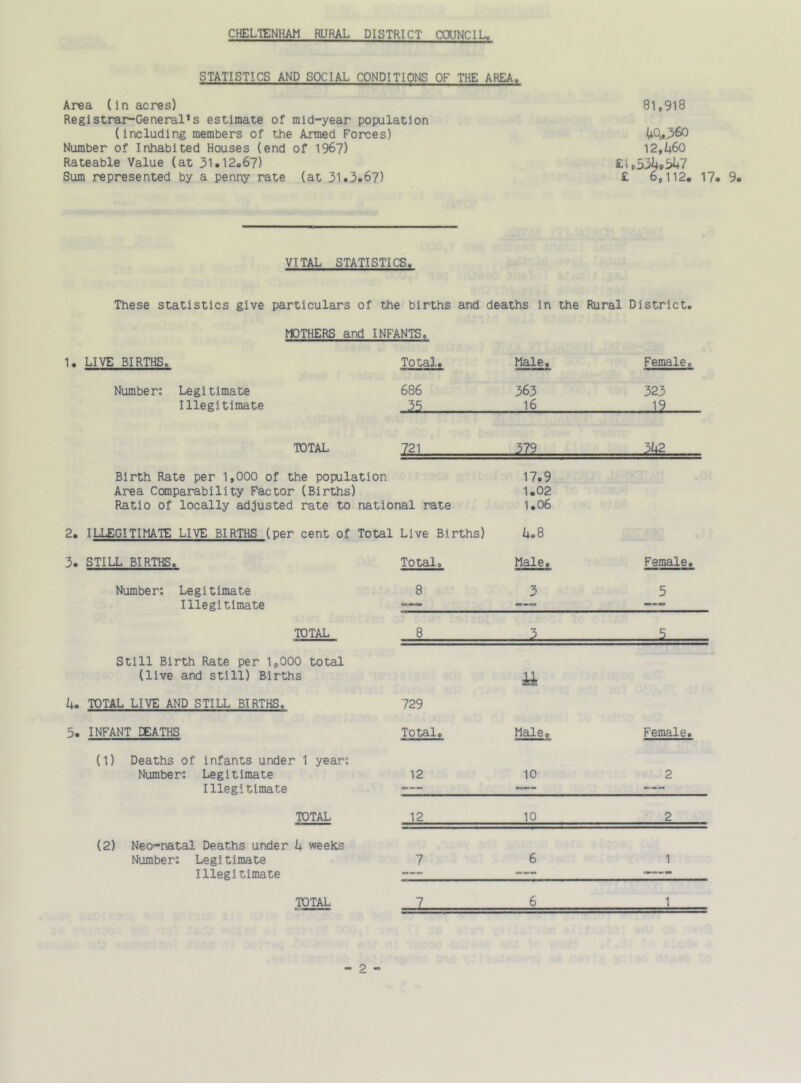 CHELTENHAM RURAL DISTRICT COUNCIL.
STATISTICS AND SOCIAL CONDITIONS OF THE AREA.
Area (in acres) 81,918
Registrar-General's estimate of mid-year population
(including members of the Armed Forces) 40,360
Number of Inhabited Houses (end of 1967) 12,460
Rateable Value (at 31.12.67) £1,534,547
Sum represented by a penny rate (at 31.3.67) £ 6,112. 17. 9.
VITAL STATISTICS.
These statistics give particulars of the births and deaths in the Rural District.
MOTHERS and INFANTS.
1. LIVE BIRTHS. Total. Male. Female.
Number: Legitimate 686 363 323
Illegitimate 35 16 19
TOTAL 721 379 342
Birth Rate per 1,000 of the population 17.9
Area Comparability Factor (Births) 1.02
Ratio of locally adjusted rate to national rate 1.06
2. ILLEGITIMATE LIVE BIRTHS (per cent of Total Live Births) 4.8
3. STILL BIRTHS. Total. Male. Female.
Number: Legitimate 8 3 5
Illegitimate --- --- ---
TOTAL 8 3 5
Still Birth Rate per 1,000 total
(live and still) Births 11
4. TOTAL LIVE AND STILL BIRTHS. 729
5. INFANT DEATHS Total. Male. Female.
(1) Deaths of infants under 1 year:
Number: Legitimate 12 10 2
Illegitimate --- --- ---
TOTAL 12 10 2
(2) Neo-natal Deaths under 4 weeks
Number: Legitimate 7 6 1
Illegitimate --- --- ---
TOTAL 7 6 1
- 2 -